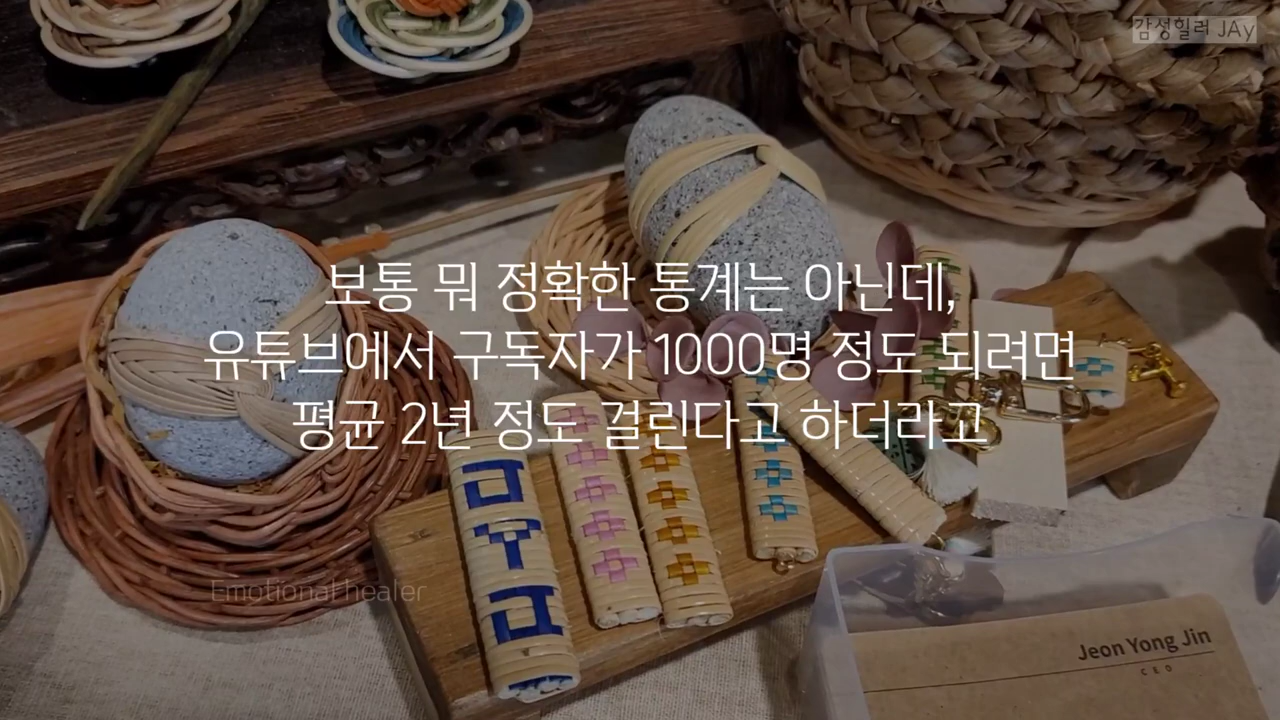 감성힐러 JAy
보통 뭐 정확한 통계는 아닌데,
유튜브에서 구독자가 1000명 정도 되려면
평균 2년 정도 걸린다고 하더라고
Emotional healer
Jeon Yong Jin
CEO